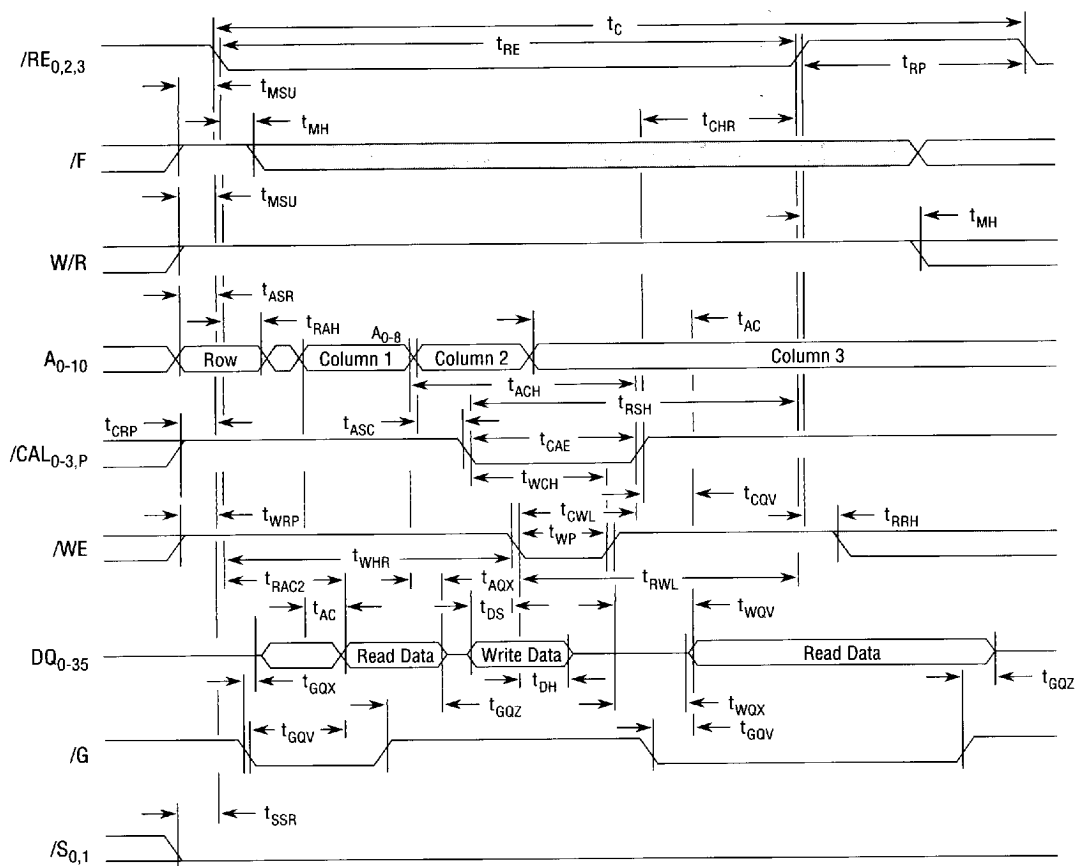 tC
/RE0,2,3
tRE
tRP
tMSU
tCHR
tMH
/F
tMSU
tMH
W/R
tASR
tRAH
tAC
A0-8
A0-10
Row
Column 1
Column 2
Column 3
tACH
tRSH
tCRP
tASC
tCAE
/CAL0-3,P
tWCH
tCQV
tWRP
tCWL
tRRH
tWP
/WE
tWHR
tRAC2
tAQX
tRWL
tAC
tDS
tWQV
DQ0-35
Read Data
Write Data
Read Data
tGQX
tDH
tGQZ
tGQZ
tWQX
tGQV
tGQV
/G
tSSR
/S0,1